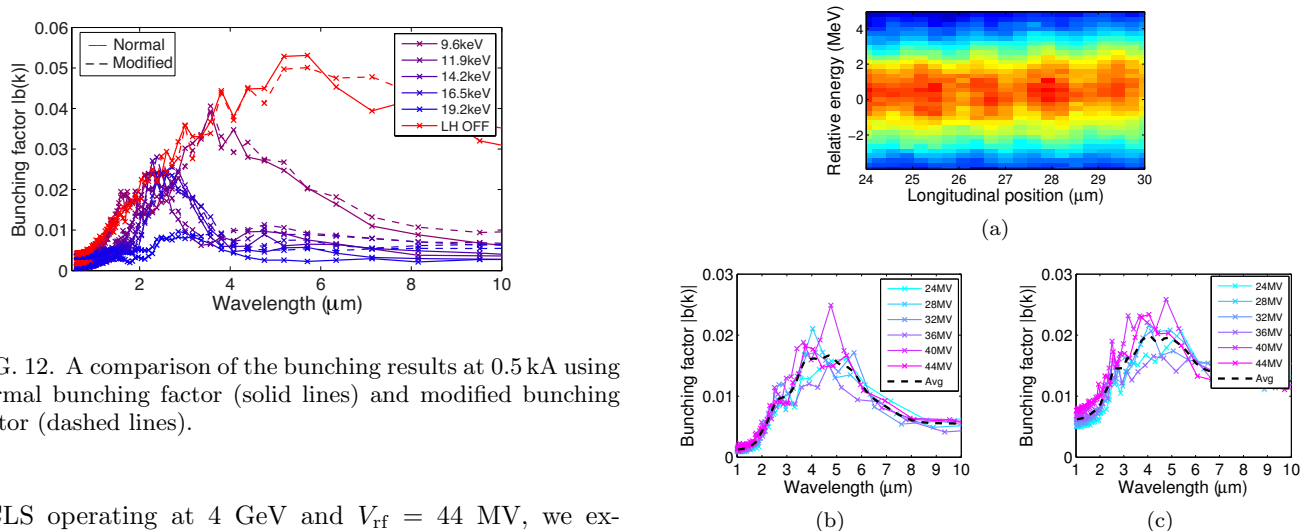 0.06
0.05
0.04
0.03
0.02
0.01
0
Bunching factor |b(k)|
Normal
Modified
9.6keV
11.9keV
14.2keV
16.5keV
19.2keV
LH OFF
2 4 6 8 10
Wavelength (μm)
G. 12. A comparison of the bunching results at 0.5 kA using
rmal bunching factor (solid lines) and modified bunching
tor (dashed lines).
CLS operating at 4 GeV and Vrf = 44 MV, we ex-
Relative energy (MeV)
4
2
0
−2
24 25 26 27 28 29 30
Longitudinal position (μm)
(a)
Bunching factor |b(k)|
0.03
0.02
0.01
0
24MV
28MV
32MV
36MV
40MV
44MV
Avg
1 2 3 4 5 6 7 8 9 10
Wavelength (μm)
(b)
Bunching factor |b(k)|
0.03
0.02
0.01
0
24MV
28MV
32MV
36MV
40MV
44MV
Avg
1 2 3 4 5 6 7 8 9 10
Wavelength (μm)
(c)